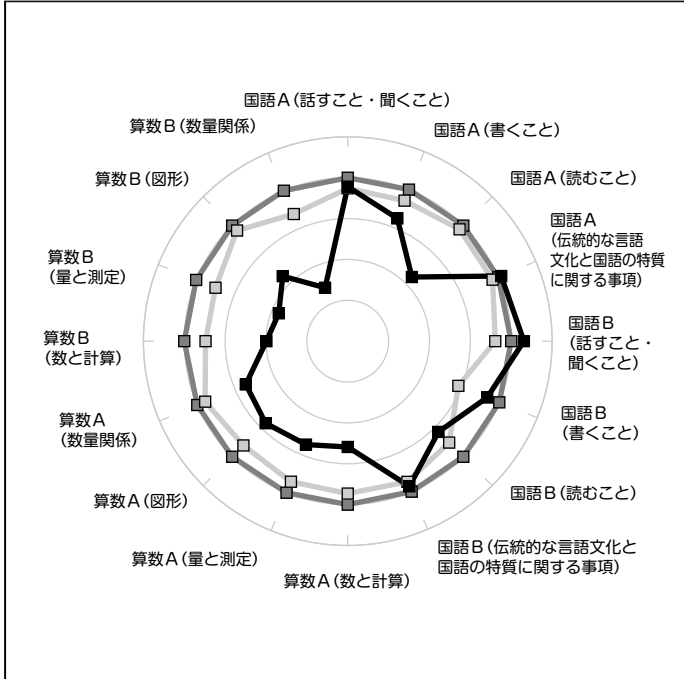 国語A（話すこと・聞くこと）
国語A（書くこと）
国語A（読むこと）
国語A
（伝統的な言語
文化と国語の特質
に関する事項）
国語B
（話すこと・
聞くこと）
国語B
（書くこと）
国語B（読むこと）
国語B（伝統的な言語文化と
国語の特質に関する事項）
算数A（数と計算）
算数A（量と測定）
算数A（図形）
算数A
（数量関係）
算数B
（数と計算）
算数B
（量と測定）
算数B（図形）
算数B（数量関係）